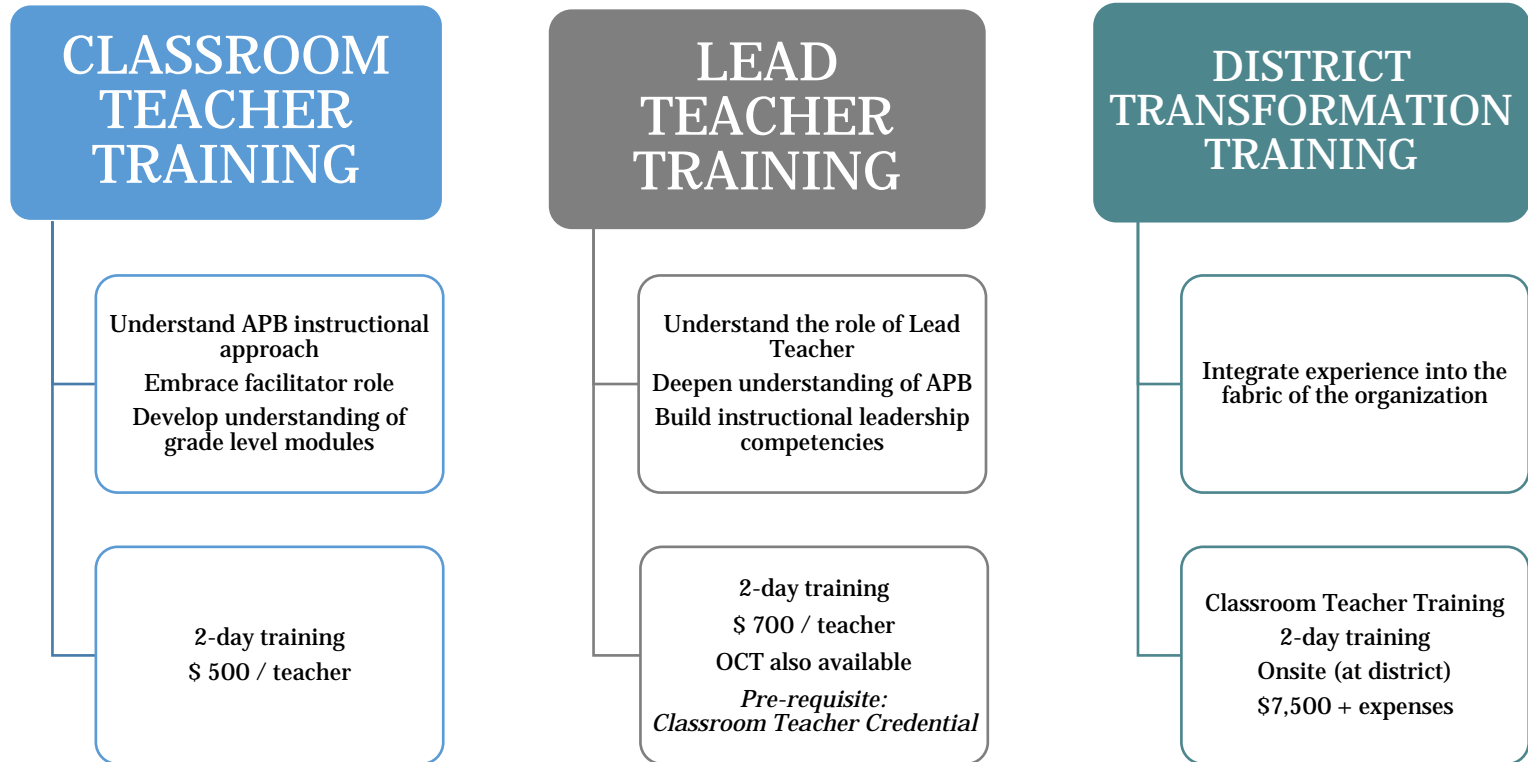 CLASSROOM
TEACHER
TRAINING
Understand APB instructional
approach
Embrace facilitator role
Develop understanding of
grade level modules
2-day training
$ 500 / teacher
LEAD
TEACHER
TRAINING
Understand the role of Lead
Teacher
Deepen understanding of APB
Build instructional leadership
competencies
2-day training
$ 700 / teacher
OCT also available
Pre-requisite:
Classroom Teacher Credential
DISTRICT
TRANSFORMATION
TRAINING
Integrate experience into the
fabric of the organization
Classroom Teacher Training
2-day training
Onsite (at district)
$7,500 + expenses